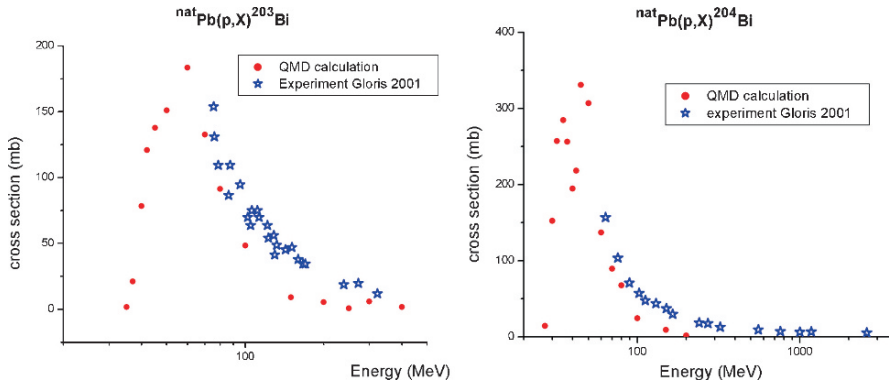 ⁿᵃᵗPb(p,X)²⁰³Bi
QMD calculation
Experiment Gloris 2001
cross section (mb)
200
150
100
50
0
100
Energy (MeV)
ⁿᵃᵗPb(p,X)²⁰⁴Bi
QMD calculation
experiment Gloris 2001
cross section (mb)
400
300
200
100
0
100
1000
Energy (MeV)